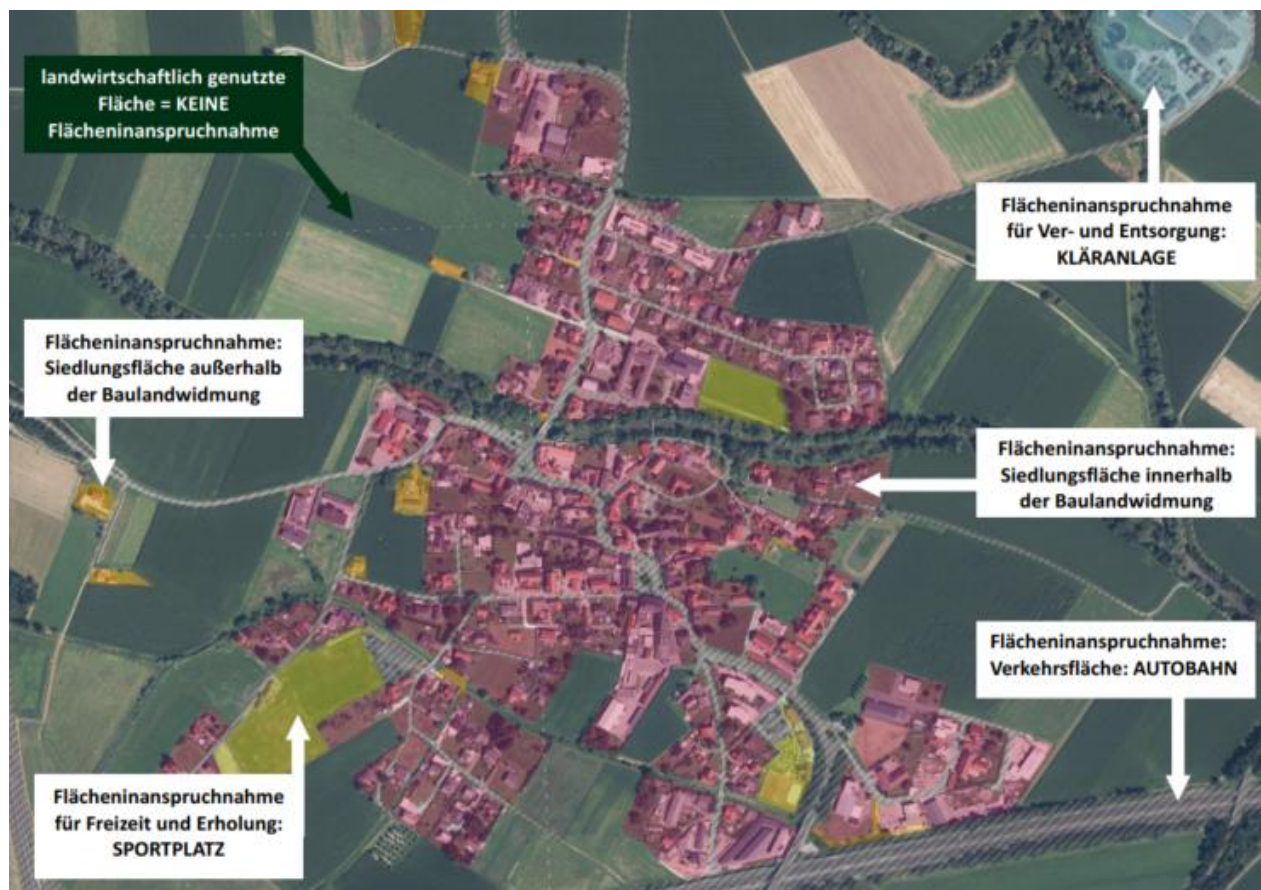 landwirtschaftlich genutzte
Fläche = KEINE
Flächeninanspruchnahme
Flächeninanspruchnahme
für Ver- und Entsorgung:
KLÄRANLAGE
Flächeninanspruchnahme:
Siedlungsfläche außerhalb
der Baulandwidmung
Flächeninanspruchnahme:
Siedlungsfläche innerhalb
der Baulandwidmung
Flächeninanspruchnahme:
Verkehrsfläche: AUTOBAHN
Flächeninanspruchnahme
für Freizeit und Erholung:
SPORTPLATZ